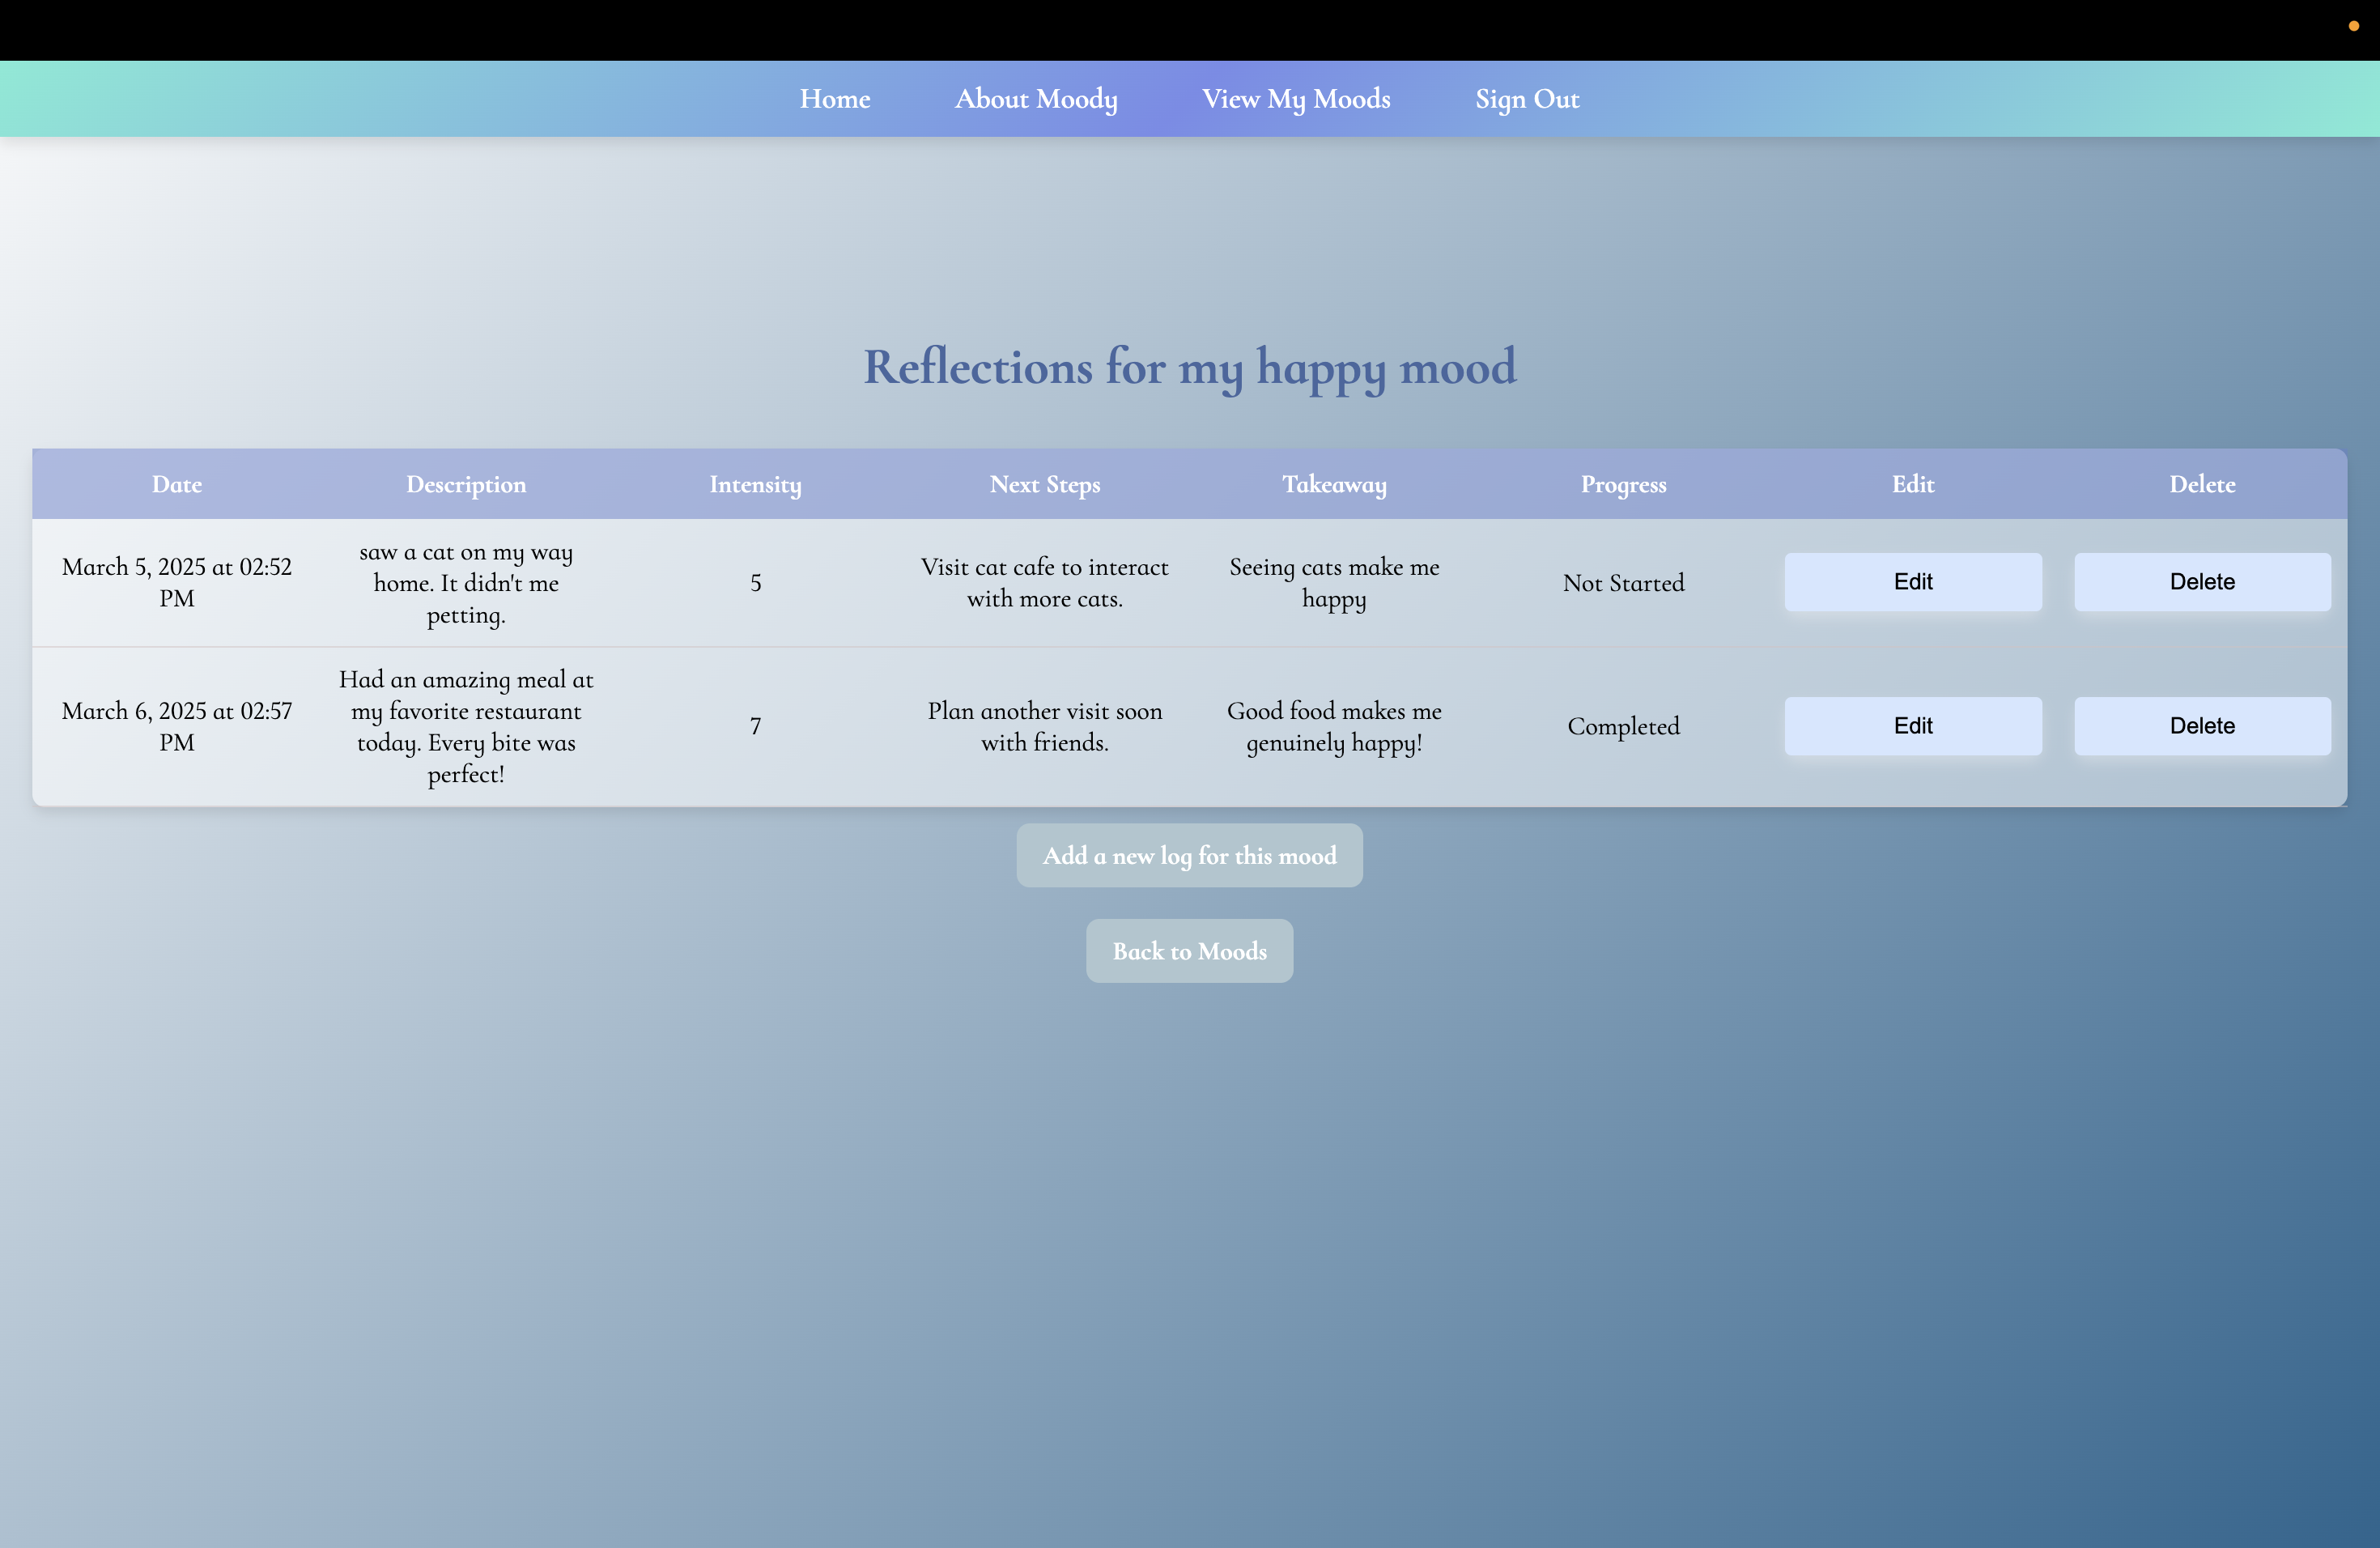 Home About Moody View My Moods Sign Out
Reflections for my happy mood
Date Description Intensity Next Steps Takeaway Progress Edit Delete
March 5, 2025 at 02:52
PM
saw a cat on my way
home. It didn't me
petting.
5
Visit cat cafe to interact
with more cats.
Seeing cats make me
happy
Not Started
Edit
Delete
March 6, 2025 at 02:57
PM
Had an amazing meal at
my favorite restaurant
today. Every bite was
perfect!
7
Plan another visit soon
with friends.
Good food makes me
genuinely happy!
Completed
Edit
Delete
Add a new log for this mood
Back to Moods